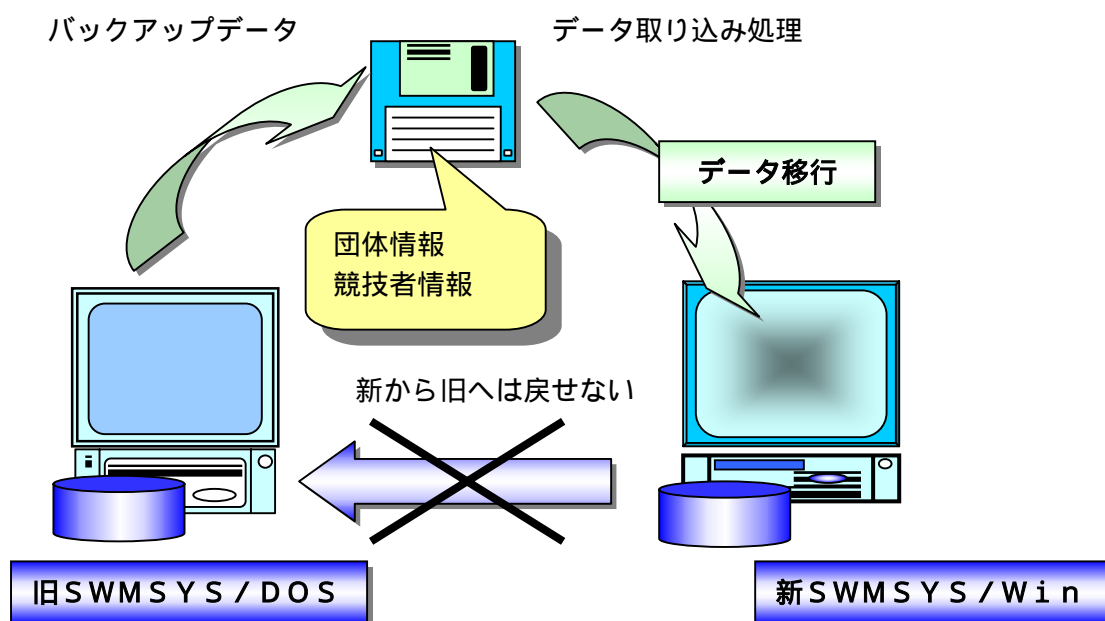 バックアップデータ
データ取り込み処理
データ移行
団体情報
競技者情報
新から旧へは戻せない
旧ＳＷＭＳＹＳ／ＤＯＳ
新ＳＷＭＳＹＳ／Ｗｉｎ